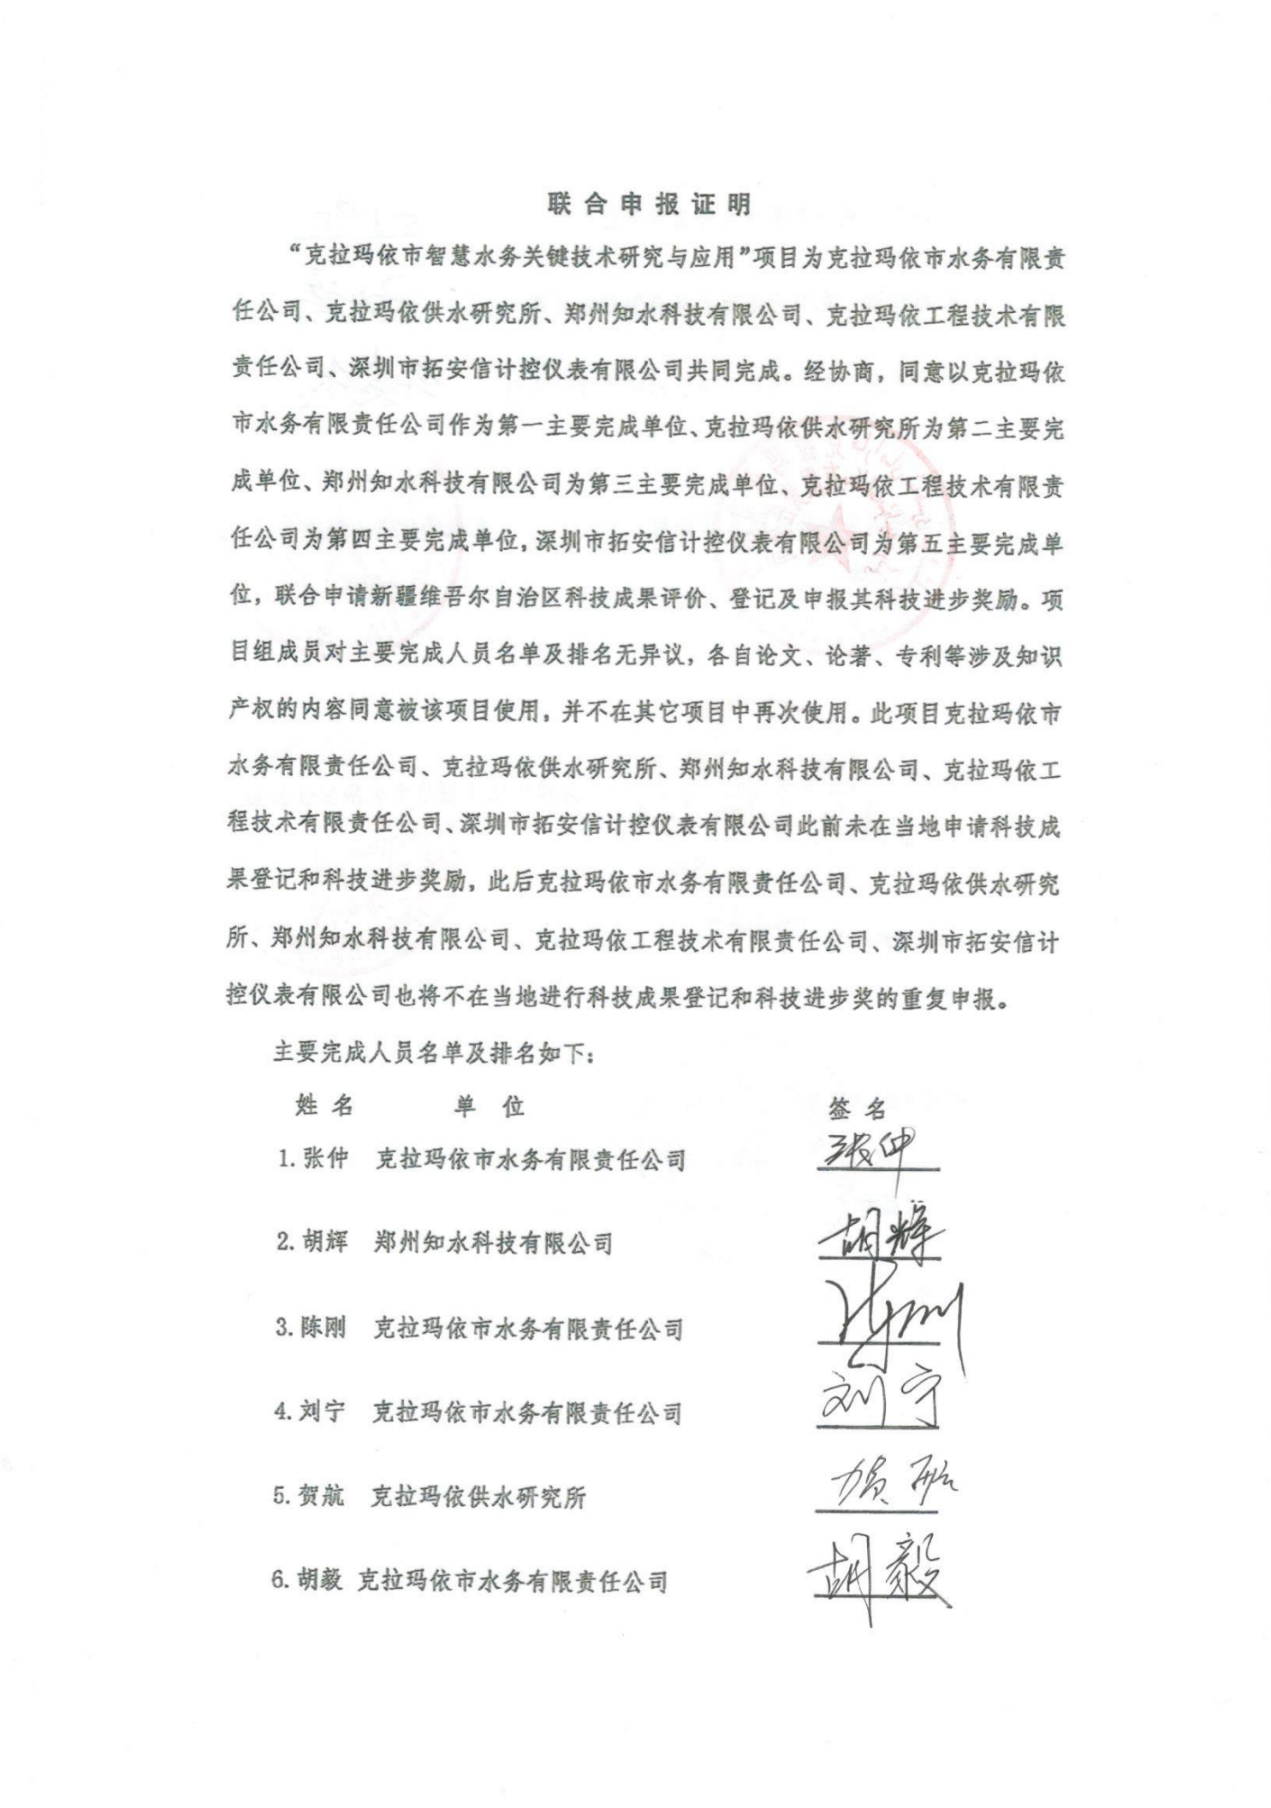 联合申报证明
“克拉玛依市智慧水务关键技术研究与应用”项目为克拉玛依市水务有限责
任公司、克拉玛依供水研究所、郑州知水科技有限公司、克拉玛依工程技术有限
责任公司、深圳市拓安信计控仪表有限公司共同完成。经协商，同意以克拉玛依
市水务有限责任公司作为第一主要完成单位、克拉玛依供水研究所为第二主要完
成单位、郑州知水科技有限公司为第三主要完成单位、克拉玛依工程技术有限责
任公司为第四主要完成单位，深圳市拓安信计控仪表有限公司为第五主要完成单
位，联合申请新疆维吾尔自治区科技成果评价、登记及申报其科技进步奖励。项
目组成员对主要完成人员名单及排名无异议，各自论文、论著、专利等涉及知识
产权的内容同意被该项目使用，并不在其它项目中再次使用。此项目克拉玛依市
水务有限责任公司、克拉玛依供水研究所、郑州知水科技有限公司、克拉玛依工
程技术有限责任公司、深圳市拓安信计控仪表有限公司此前未在当地申请科技成
果登记和科技进步奖励，此后克拉玛依市水务有限责任公司、克拉玛依供水研究
所、郑州知水科技有限公司、克拉玛依工程技术有限责任公司、深圳市拓安信计
控仪表有限公司也将不在当地进行科技成果登记和科技进步奖的重复申报。
主要完成人员名单及排名如下：
姓名 单位 签名
1.张仲 克拉玛依市水务有限责任公司 张仲
2.胡辉 郑州知水科技有限公司 胡辉
3.陈刚 克拉玛依市水务有限责任公司 陈刚
4.刘宁 克拉玛依市水务有限责任公司 刘宁
5.贺航 克拉玛依供水研究所 贺航
6.胡毅 克拉玛依市水务有限责任公司 胡毅